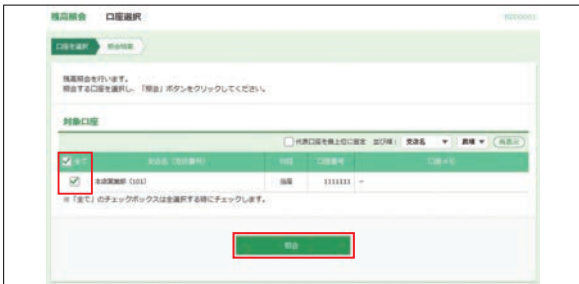 残高照会 口座選択
口座を選択 照会結果
残高照会を行います。
照会する口座を選択し、「照会」ボタンをクリックしてください。
対象口座
代表口座を最上位に固定 並び順: 支店名 昇順 再表示
全て 支店名（支店番号） 科目 口座番号 口座メモ
(101) 当座 1111111 －
※「全て」のチェックボックスは全選択する時にチェックします。
照会